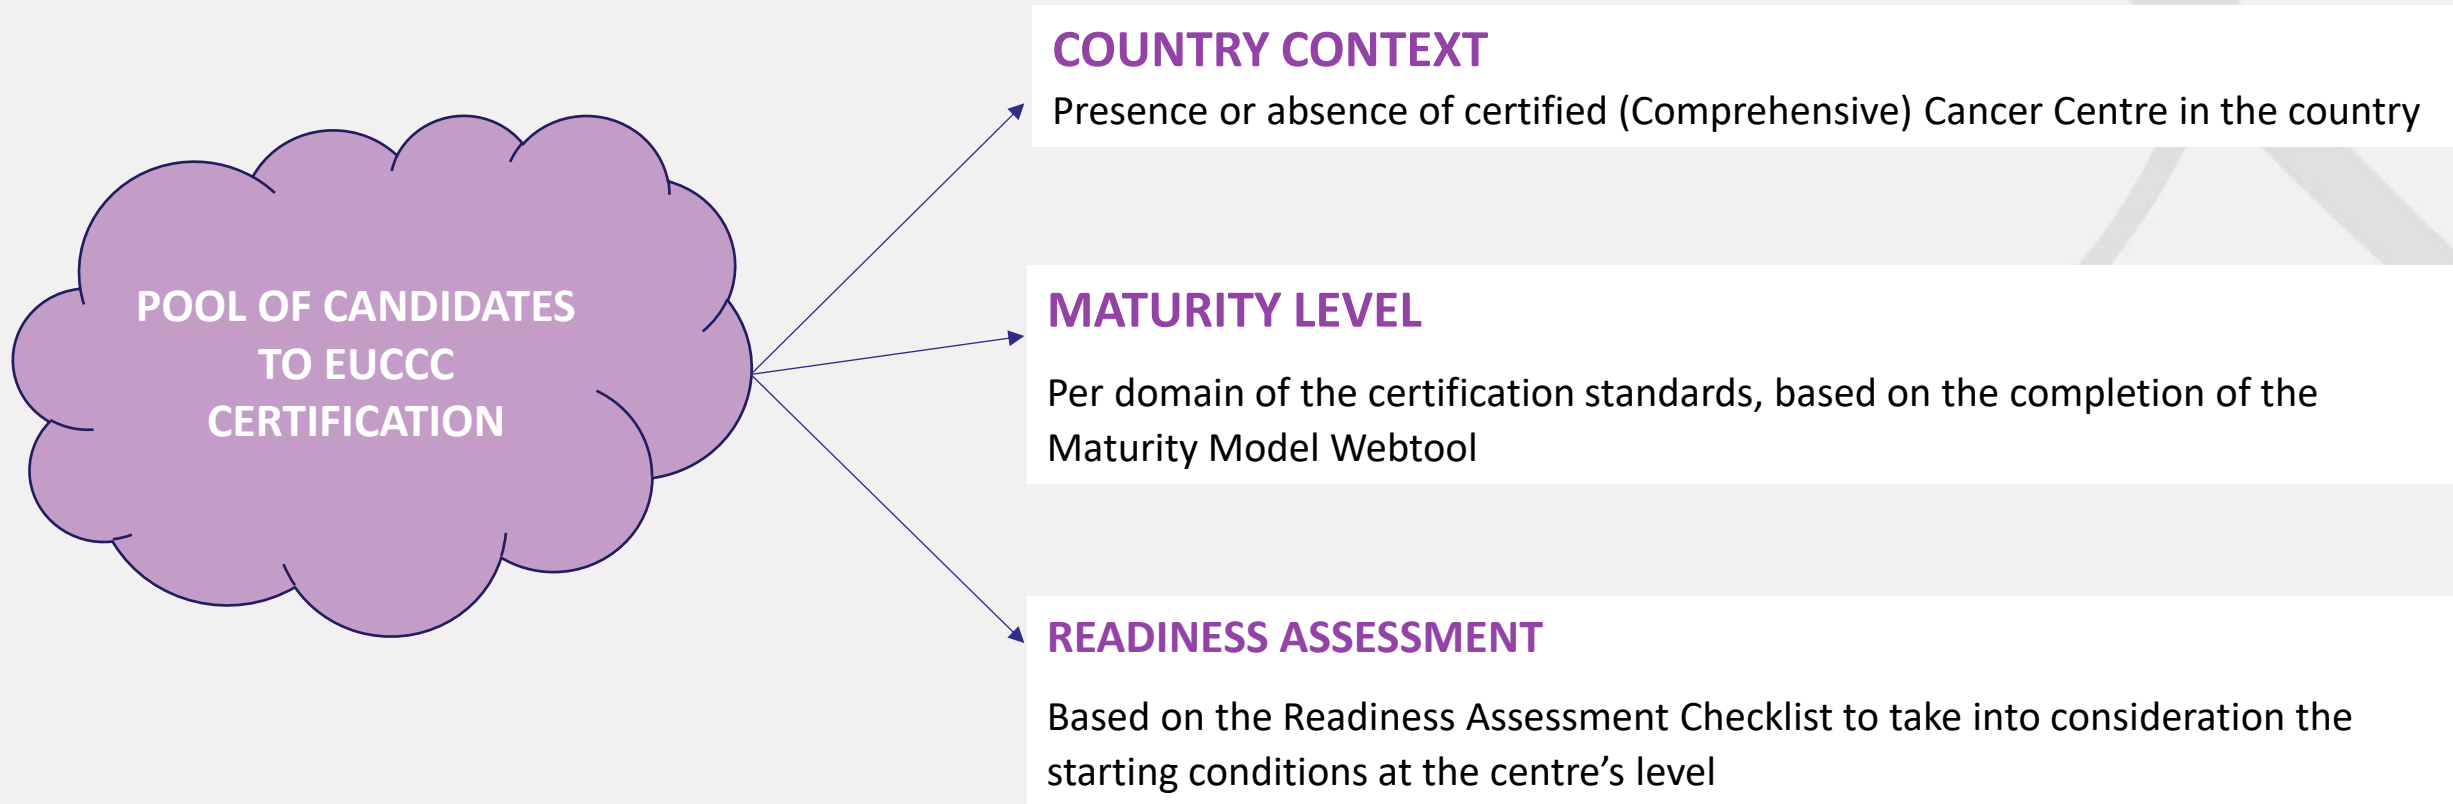 POOL OF CANDIDATES
TO EUCCC
CERTIFICATION
COUNTRY CONTEXT
Presence or absence of certified (Comprehensive) Cancer Centre in the country
MATURITY LEVEL
Per domain of the certification standards, based on the completion of the
Maturity Model Webtool
READINESS ASSESSMENT
Based on the Readiness Assessment Checklist to take into consideration the
starting conditions at the centre’s level